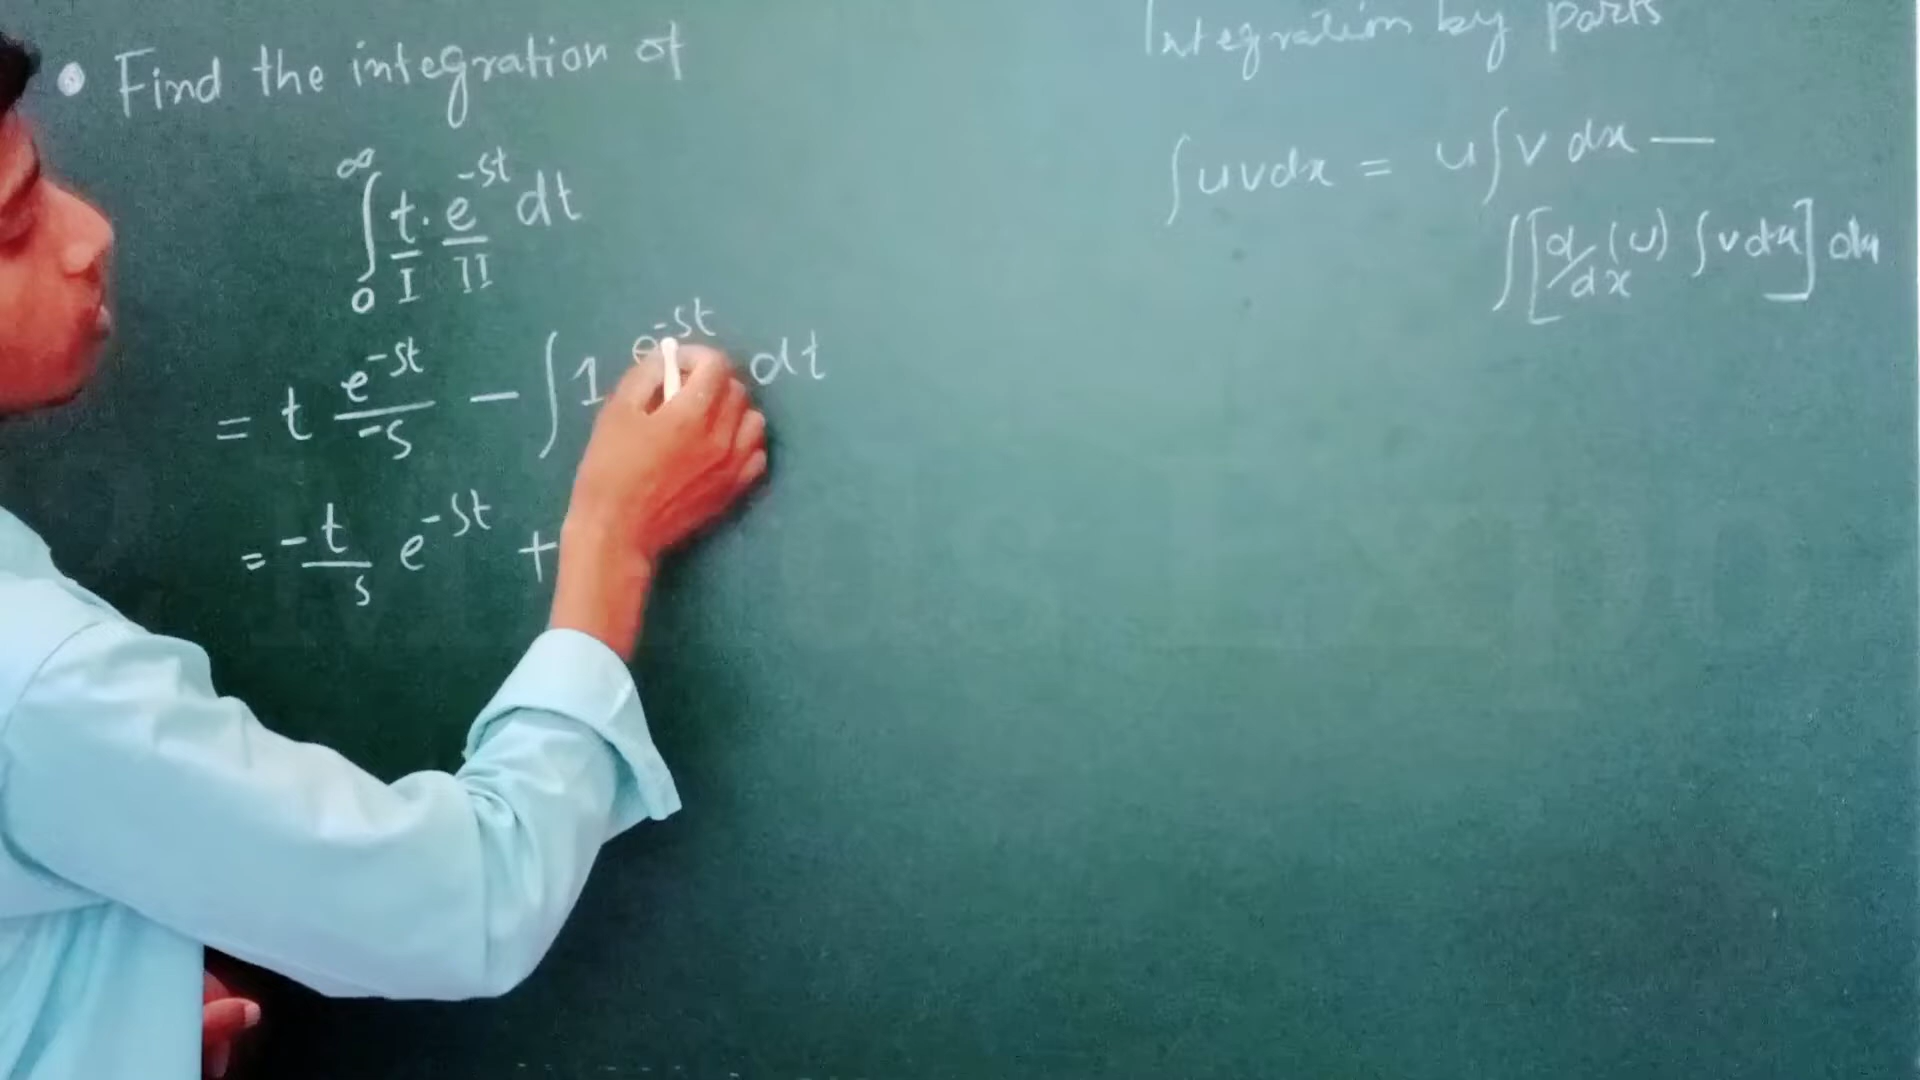 • Find the integration of
∞
∫ t. e^-st dt
0 I II
= t e^-st/-s - ∫ 1 e^-st dt
= -t/s e^-st +
Integration by parts
∫uvdx = u∫v dx —
∫[d/dx (u) ∫vdx] dx